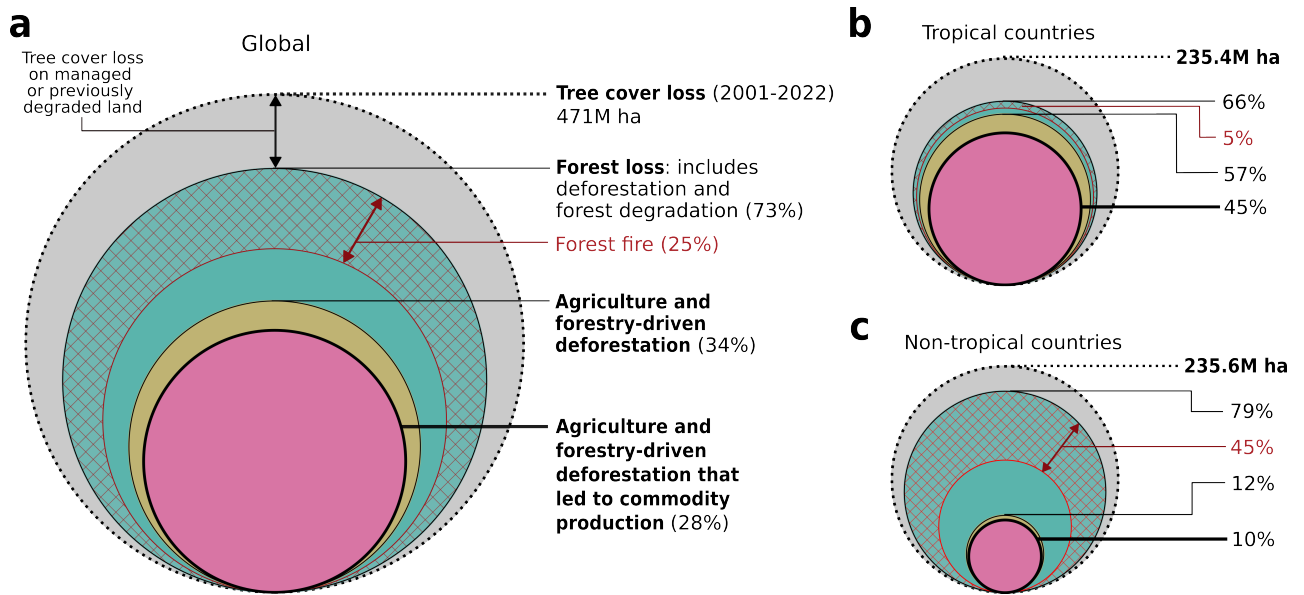 a
Global
Tree cover loss
on managed
or previously
degraded land
Tree cover loss (2001-2022)
471M ha
Forest loss: includes
deforestation and
forest degradation (73%)
Forest fire (25%)
Agriculture and
forestry-driven
deforestation (34%)
Agriculture and
forestry-driven
deforestation that
led to commodity
production (28%)
b
Tropical countries
235.4M ha
66%
5%
57%
45%
c
Non-tropical countries
235.6M ha
79%
45%
12%
10%